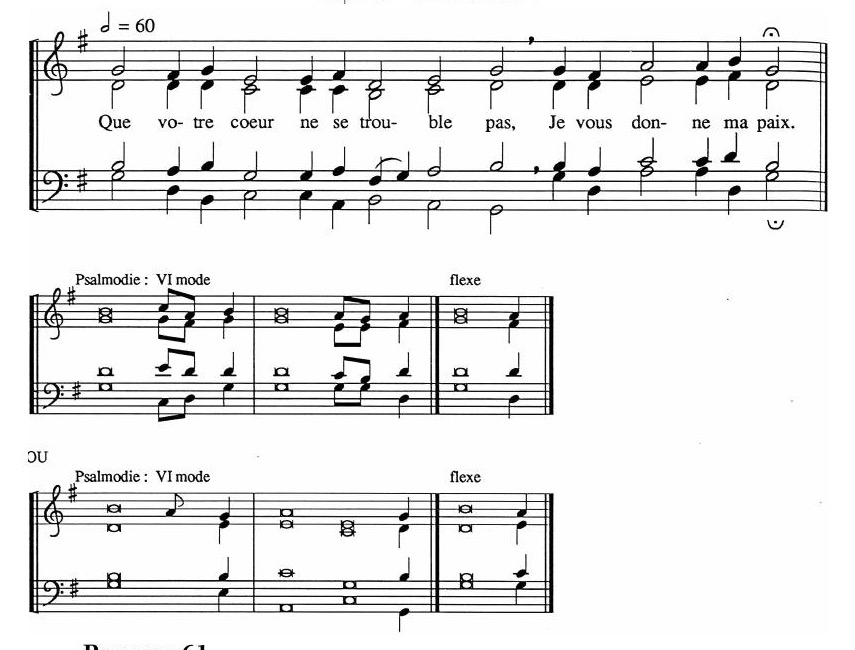 = 60
Que vo- tre coeur ne se trou- ble pas, Je vous don- ne ma paix.
Psalmodie : VI mode flexe
OU
Psalmodie : VI mode flexe